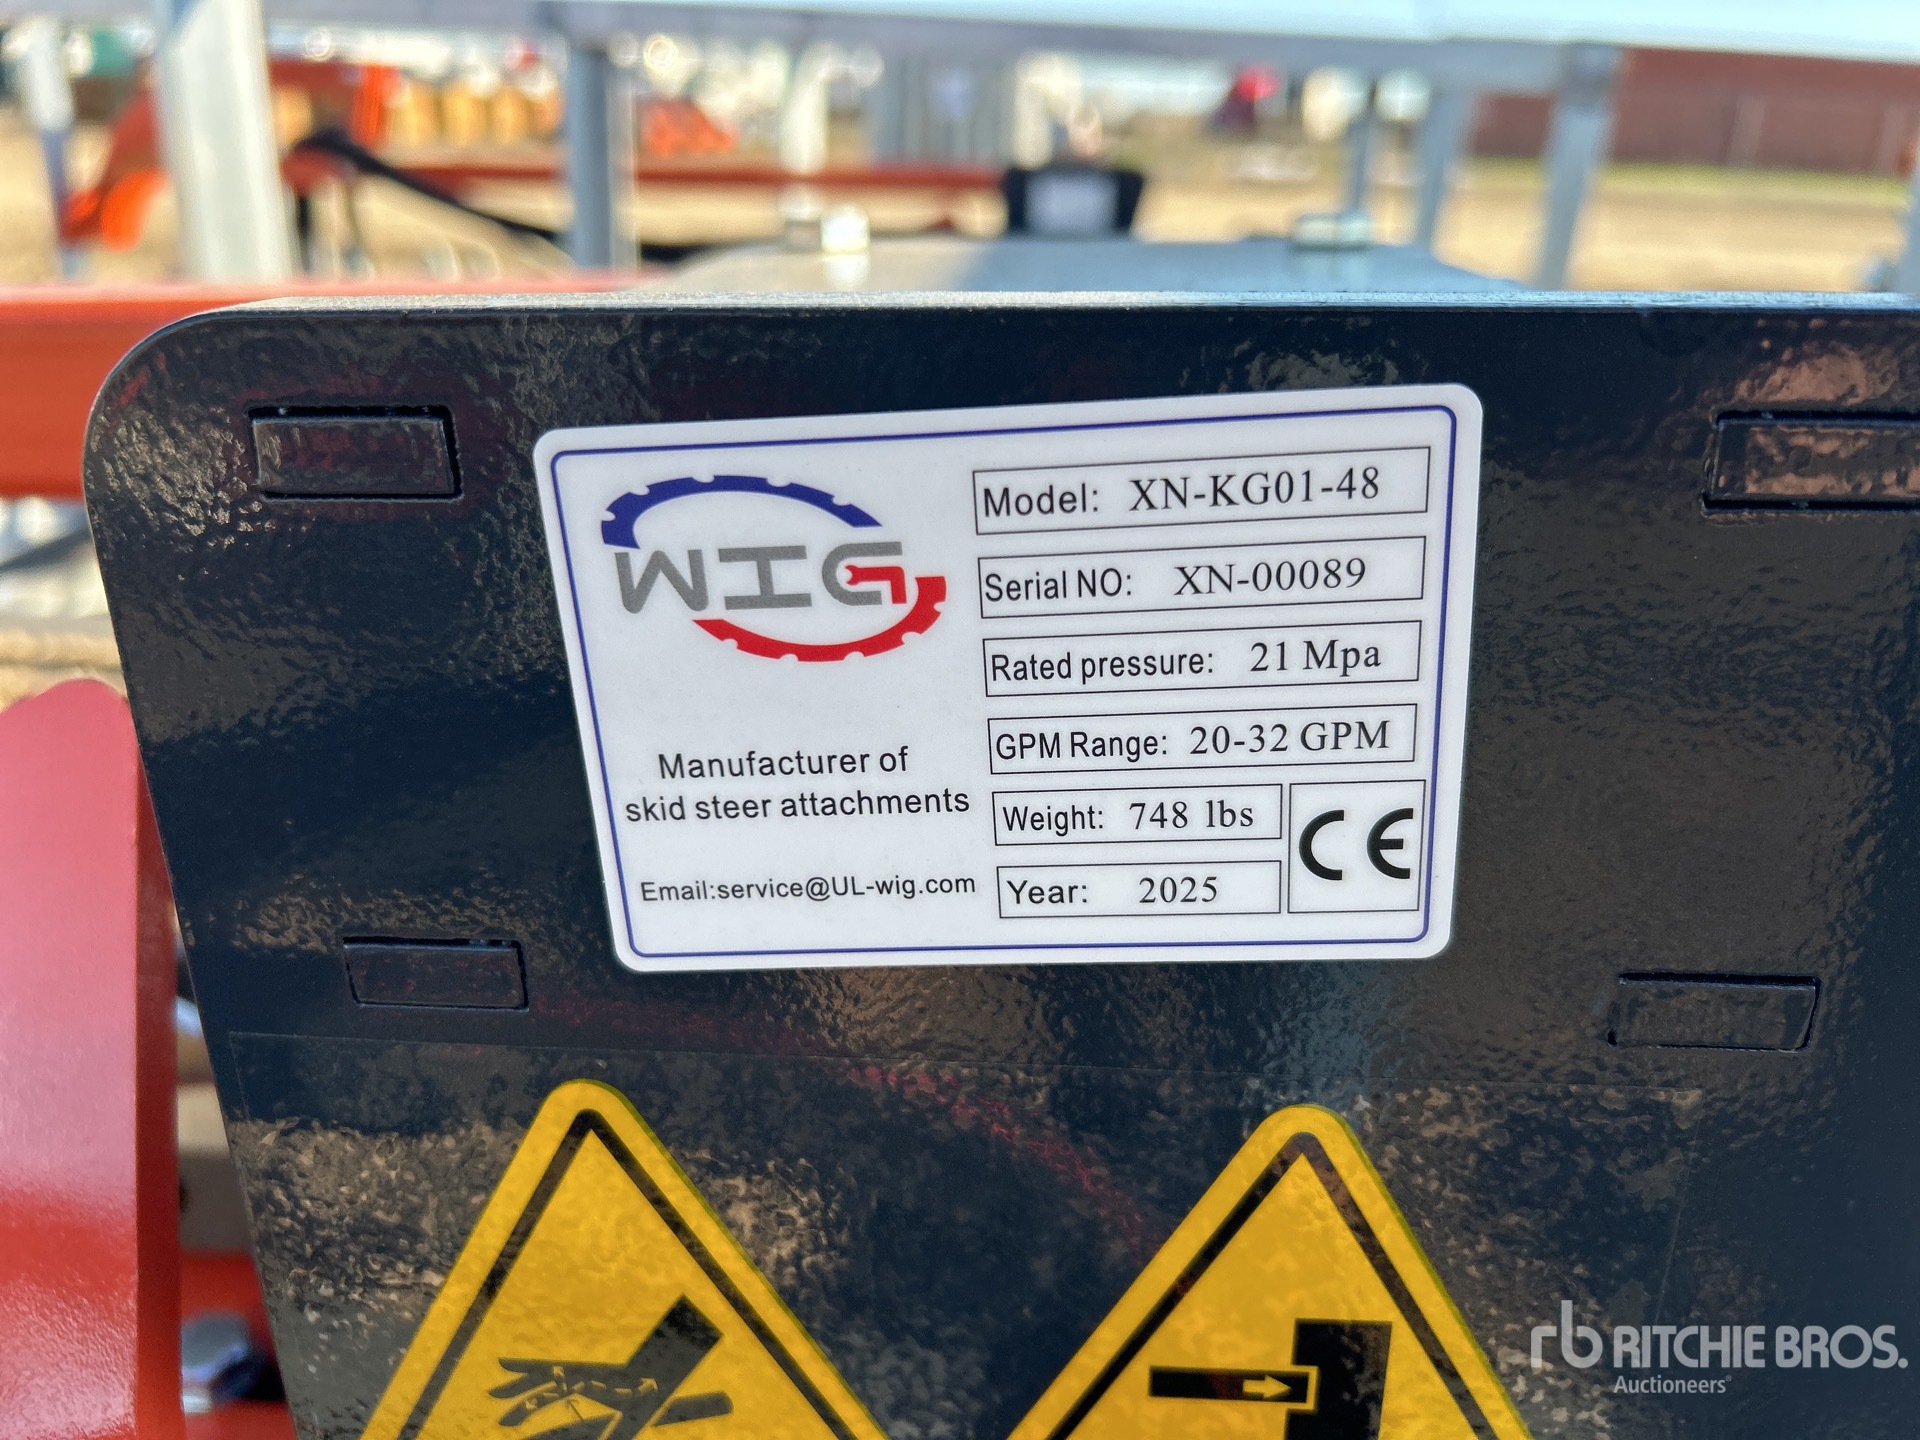 WIG
Manufacturer of
skid steer attachments
Email:service@UL-wig.com
Model: XN-KG01-48
Serial NO: XN-00089
Rated pressure: 21 Mpa
GPM Range: 20-32 GPM
Weight: 748 lbs
Year: 2025
CE
rb RITCHIE BROS.
Auctioneers